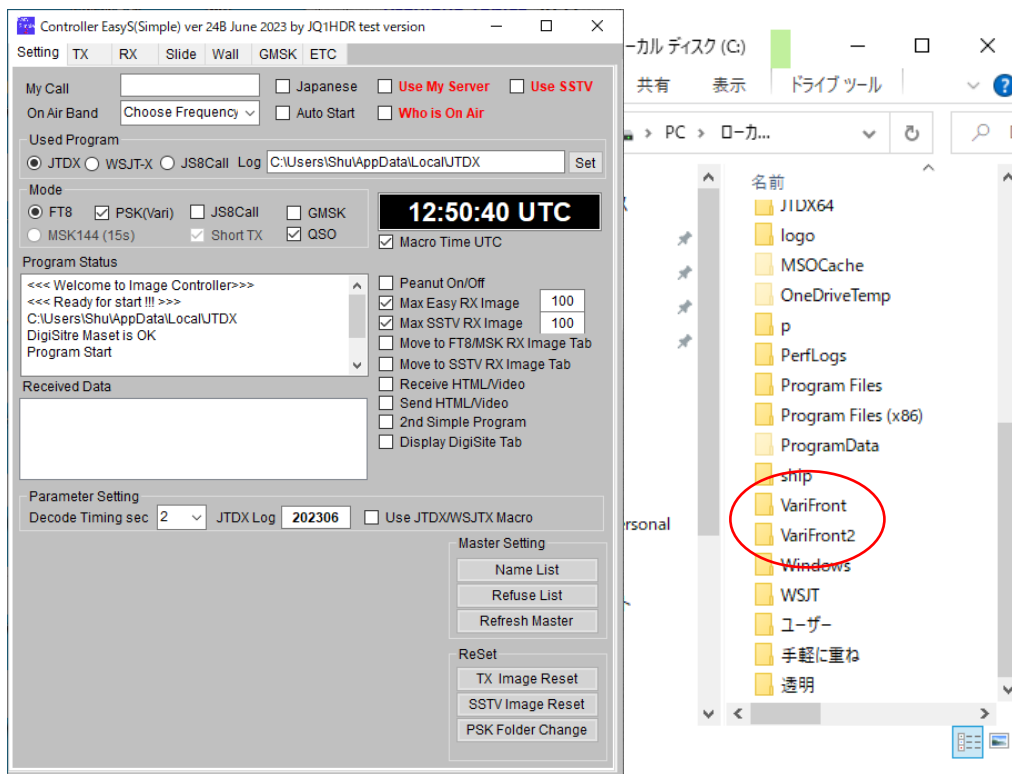 Controller EasyS(Simple) ver 24B June 2023 by JQ1HDR test version
Setting TX RX Slide Wall GMSK ETC
My Call Japanese Use My Server Use SSTV
On Air Band Choose Frequency Auto Start Who is On Air
Used Program
JTDX WSJT-X JS8Call Log C:\Users\Shu\AppData\Local\JTDX Set
Mode
FT8 PSK(Vari) JS8Call GMSK
MSK144 (15s) Short TX QSO
12:50:40 UTC
Macro Time UTC
Program Status
<<< Welcome to Image Controller>>>
<<< Ready for start !!! >>>
C:\Users\Shu\AppData\Local\JTDX
DigiSitre Maset is OK
Program Start
Peanut On/Off
Max Easy RX Image 100
Max SSTV RX Image 100
Move to FT8/MSK RX Image Tab
Move to SSTV RX Image Tab
Receive HTML/Video
Send HTML/Video
2nd Simple Program
Display DigiSite Tab
Received Data
Parameter Setting
Decode Timing sec 2 JTDX Log 202306 Use JTDX/WSJTX Macro
Master Setting
Name List
Refuse List
Refresh Master
ReSet
TX Image Reset
SSTV Image Reset
PSK Folder Change
ーカル ディスク (C:)
共有 表示 ドライブ ツール
PC ローカ...
名前
JTDX64
logo
MSOCache
OneDriveTemp
p
PerfLogs
Program Files
Program Files (x86)
ProgramData
ship
VariFront
VariFront2
Windows
WSJT
ユーザー
手軽に重ね
透明
ersonal